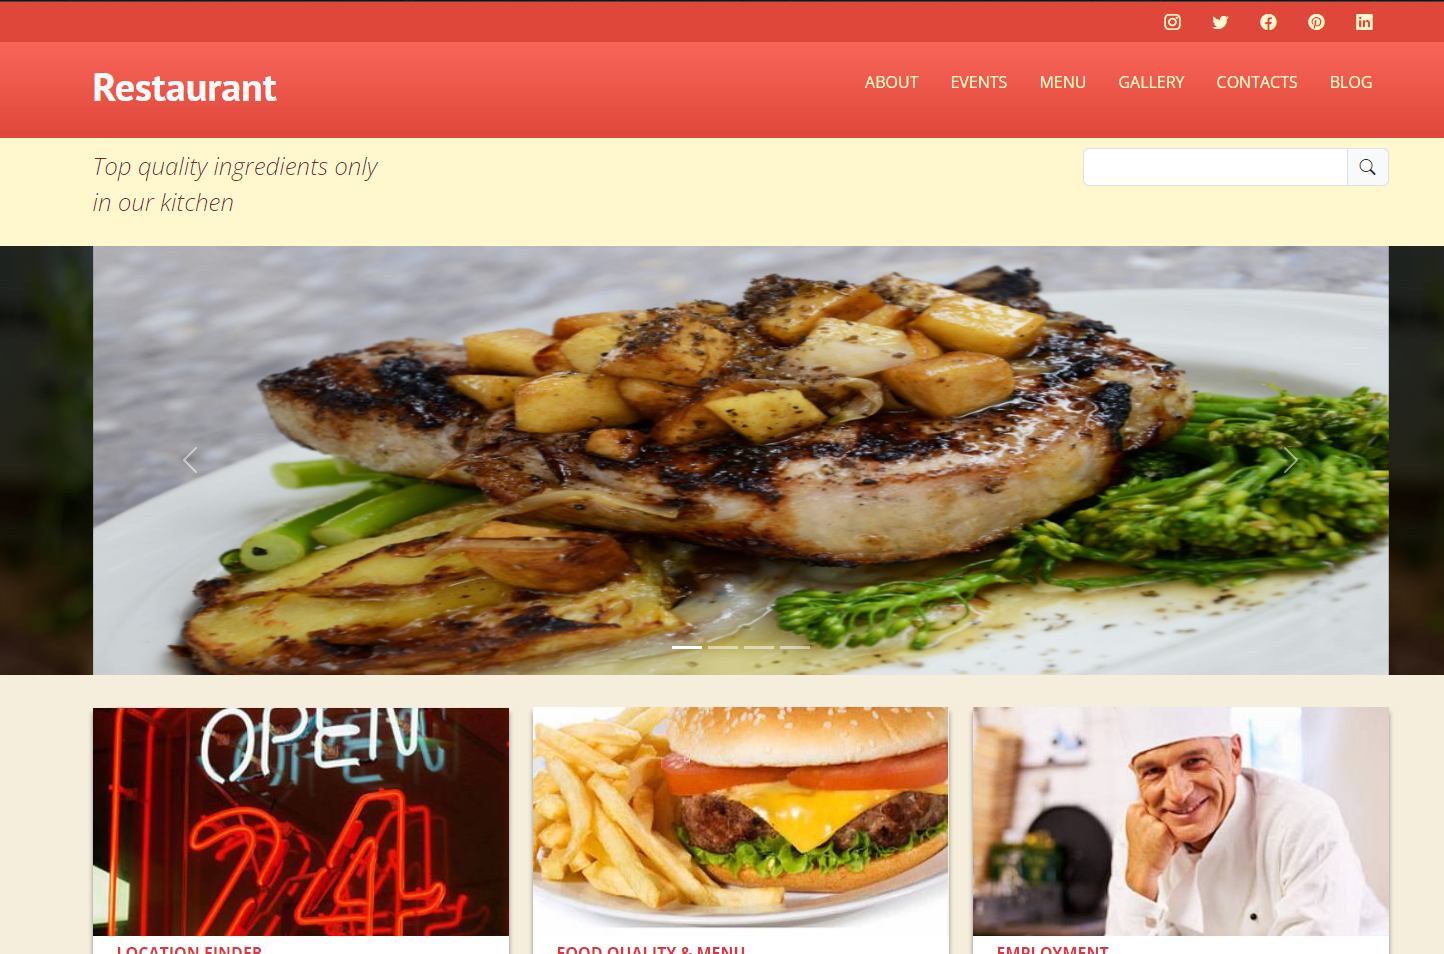 Restaurant
ABOUT EVENTS MENU GALLERY CONTACTS BLOG
Top quality ingredients only
in our kitchen
OPEN
24
LOCATION FINDER
FOOD QUALITY & MENU
EMPLOYMENT